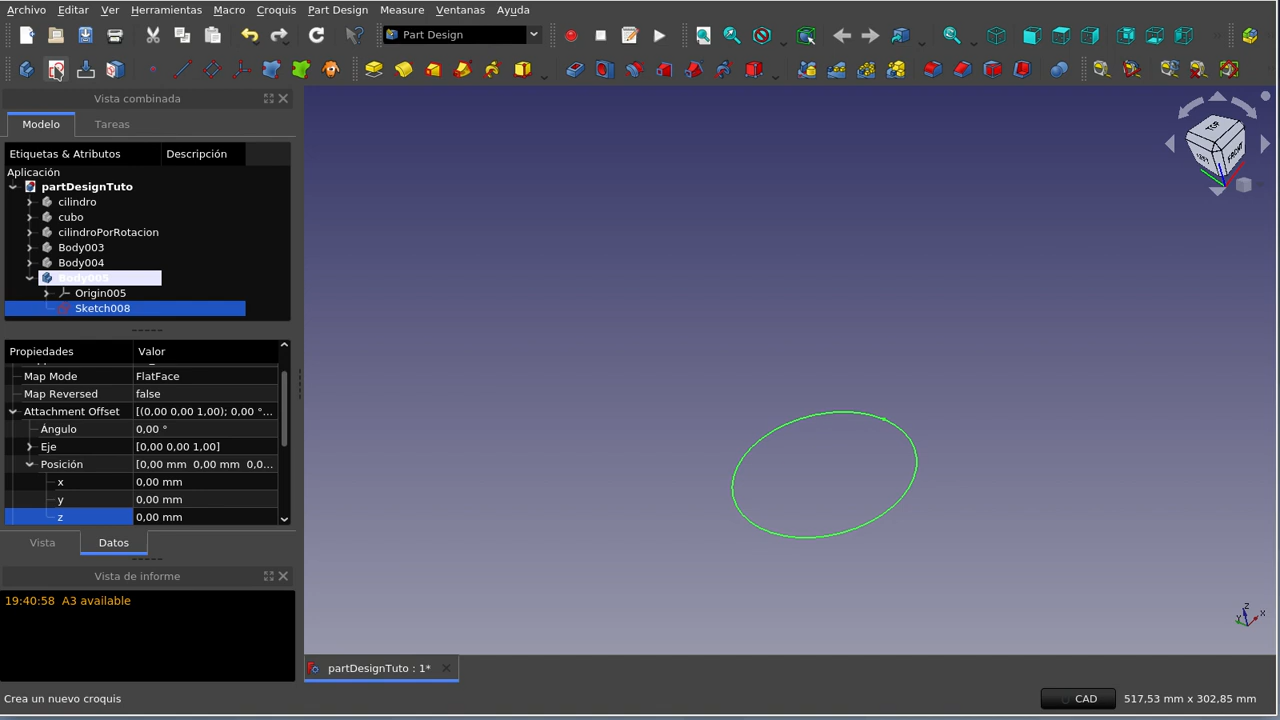 Archivo Editar Ver Herramientas Macro Croquis Part Design Measure Ventanas Ayuda
Part Design
Vista combinada
Modelo Tareas
Etiquetas & Atributos Descripción
Aplicación
partDesignTuto
cilindro
cubo
cilindroPorRotacion
Body003
Body004
Body005
Origin005
Sketch008
Propiedades Valor
Map Mode FlatFace
Map Reversed false
Attachment Offset [(0,00 0,00 1,00); 0,00 °...
Ángulo 0,00 °
Eje [0,00 0,00 1,00]
Posición [0,00 mm 0,00 mm 0,0...
x 0,00 mm
y 0,00 mm
z 0,00 mm
Vista Datos
Vista de informe
19:40:58 A3 available
TOP
FRONT
Z
X
Y
partDesignTuto : 1*
Crea un nuevo croquis
CAD 517,53 mm x 302,85 mm